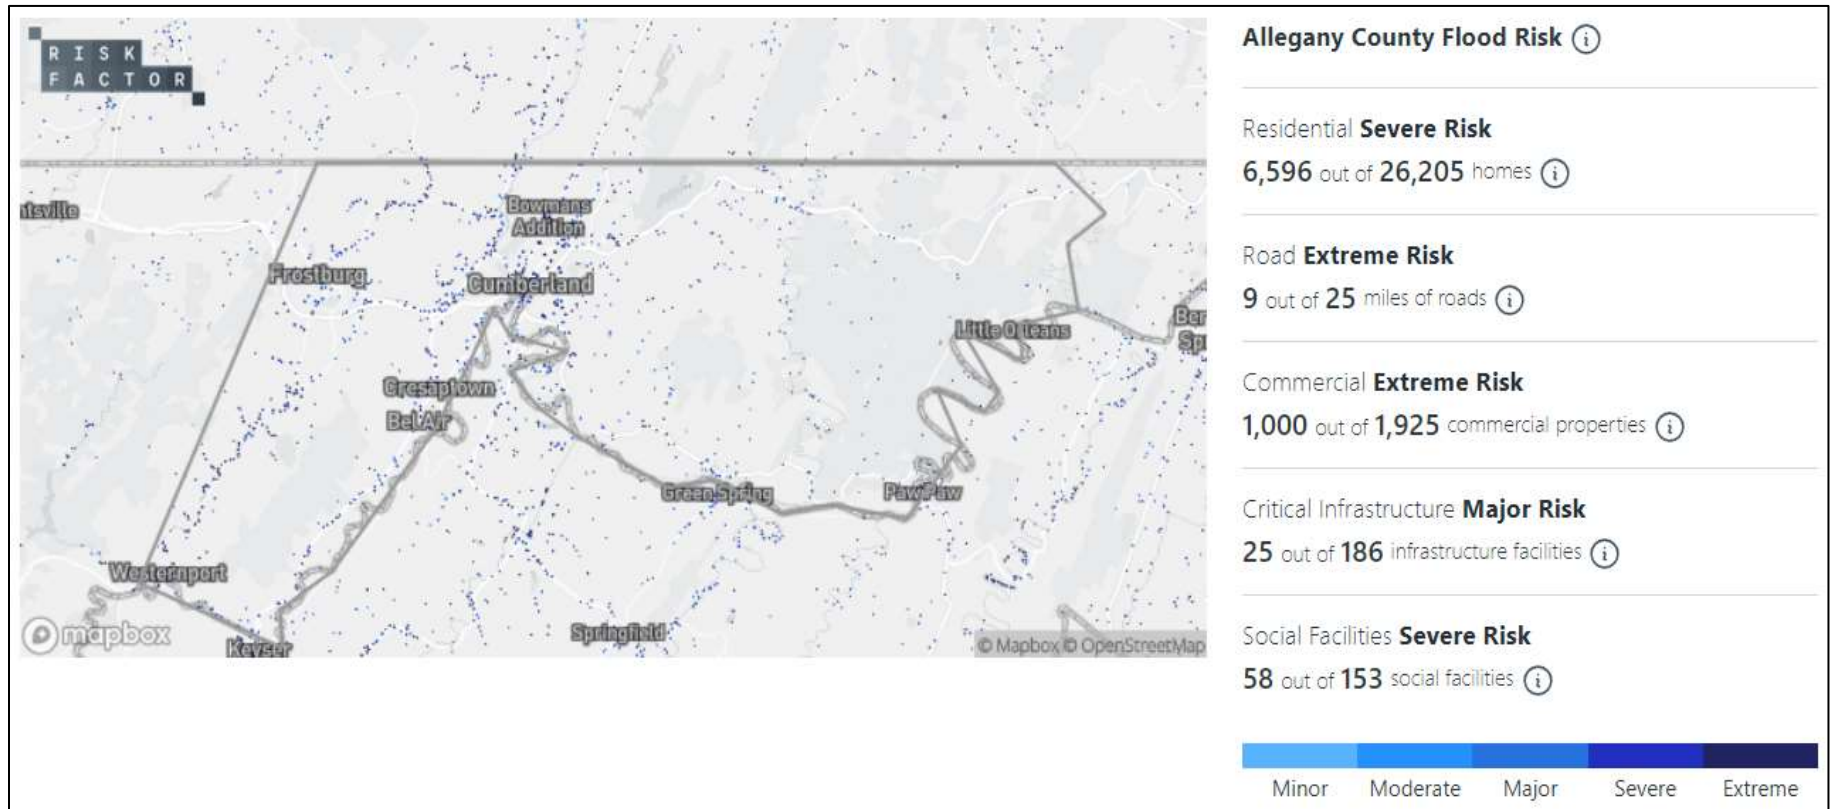 RISK
FACTOR
ntsville
Bowmans
Addition
Frostburg
Cumberland
Little Orleans
Ber
Spr
Cresaptown
Bel Air
Green Spring
Paw Paw
Westernport
Springfield
Keyser
mapbox
© Mapbox © OpenStreetMap
Allegany County Flood Risk
Residential Severe Risk
6,596 out of 26,205 homes
Road Extreme Risk
9 out of 25 miles of roads
Commercial Extreme Risk
1,000 out of 1,925 commercial properties
Critical Infrastructure Major Risk
25 out of 186 infrastructure facilities
Social Facilities Severe Risk
58 out of 153 social facilities
Minor Moderate Major Severe Extreme